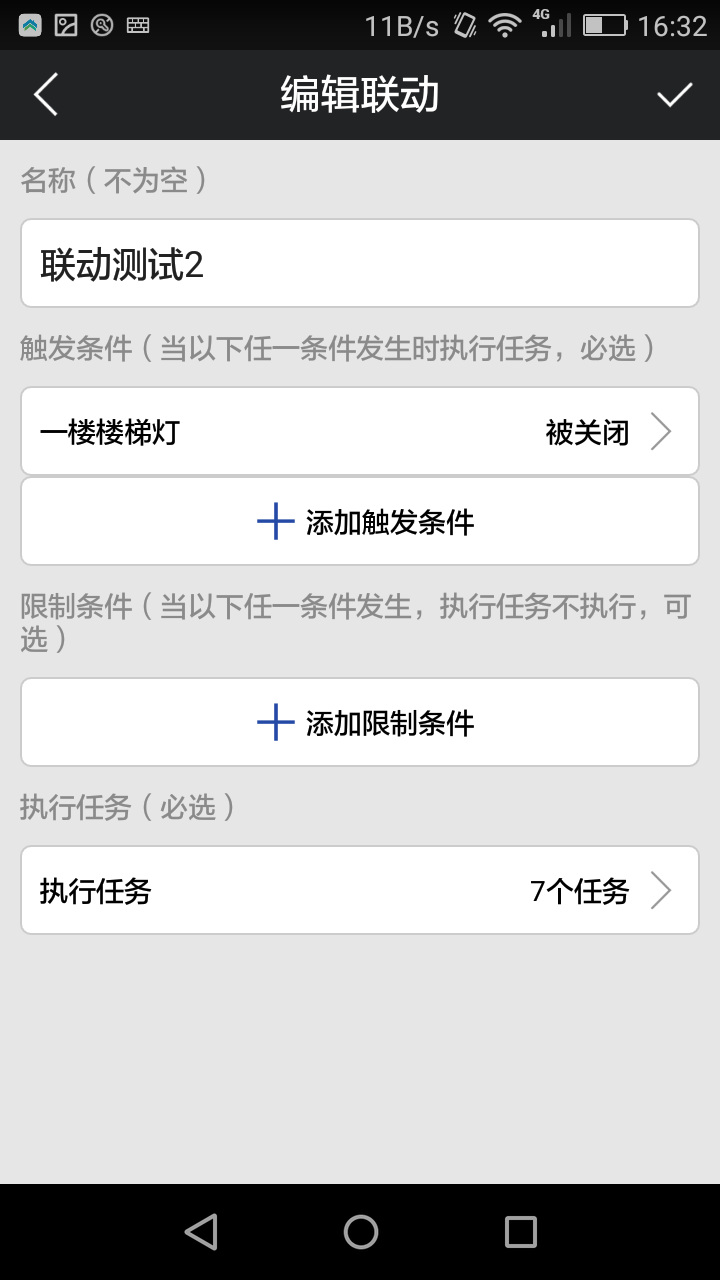 11B/s 4G 16:32
编辑联动
名称（不为空）
联动测试2
触发条件（当以下任一条件发生时执行任务，必选）
一楼楼梯灯 被关闭
添加触发条件
限制条件（当以下任一条件发生，执行任务不执行，可
选）
添加限制条件
执行任务（必选）
执行任务 7个任务